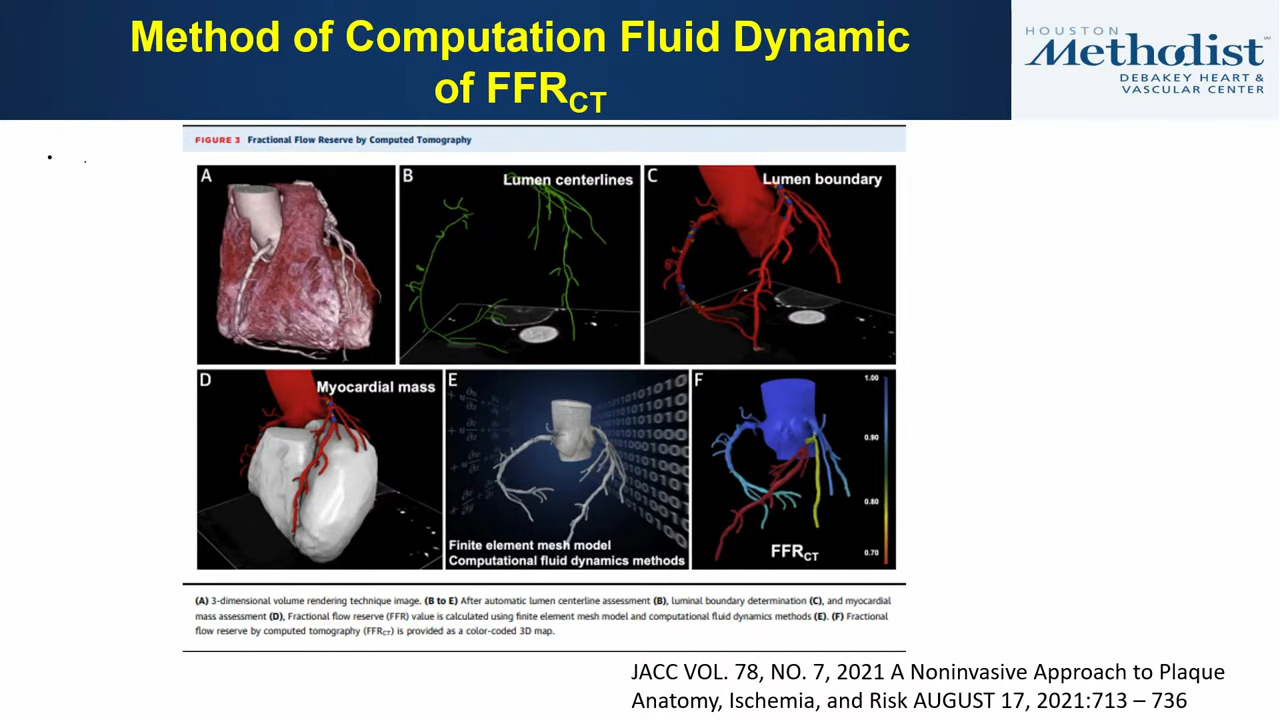 Method of Computation Fluid Dynamic
of FFRCT
HOUSTON
Methodist
DEBAKEY HEART &
VASCULAR CENTER
FIGURE 3 Fractional Flow Reserve by Computed Tomography
A
B
Lumen centerlines
C
Lumen boundary
D
Myocardial mass
E
Finite element mesh model
Computational fluid dynamics methods
F
1.00
0.90
0.80
0.70
FFRCT
(A) 3-dimensional volume rendering technique image. (B to E) After automatic lumen centerline assessment (B), luminal boundary determination (C), and myocardial
mass assessment (D), Fractional flow reserve (FFR) value is calculated using finite element mesh model and computational fluid dynamics methods (E). (F) Fractional
flow reserve by computed tomography (FFRCT) is provided as a color-coded 3D map.
JACC VOL. 78, NO. 7, 2021 A Noninvasive Approach to Plaque
Anatomy, Ischemia, and Risk AUGUST 17, 2021:713 – 736